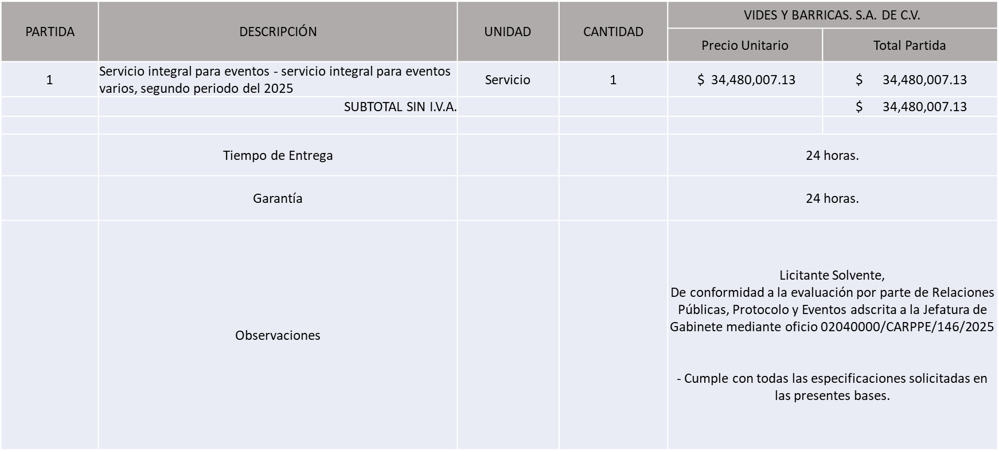 PARTIDA DESCRIPCIÓN UNIDAD CANTIDAD VIDES Y BARRICAS. S.A. DE C.V.
Precio Unitario Total Partida
1 Servicio integral para eventos - servicio integral para eventos
varios, segundo periodo del 2025 Servicio 1 $ 34,480,007.13 $ 34,480,007.13
SUBTOTAL SIN I.V.A. $ 34,480,007.13
Tiempo de Entrega 24 horas.
Garantía 24 horas.
Observaciones
Licitante Solvente,
De conformidad a la evaluación por parte de Relaciones
Públicas, Protocolo y Eventos adscrita a la Jefatura de
Gabinete mediante oficio 02040000/CARPPE/146/2025
- Cumple con todas las especificaciones solicitadas en
las presentes bases.